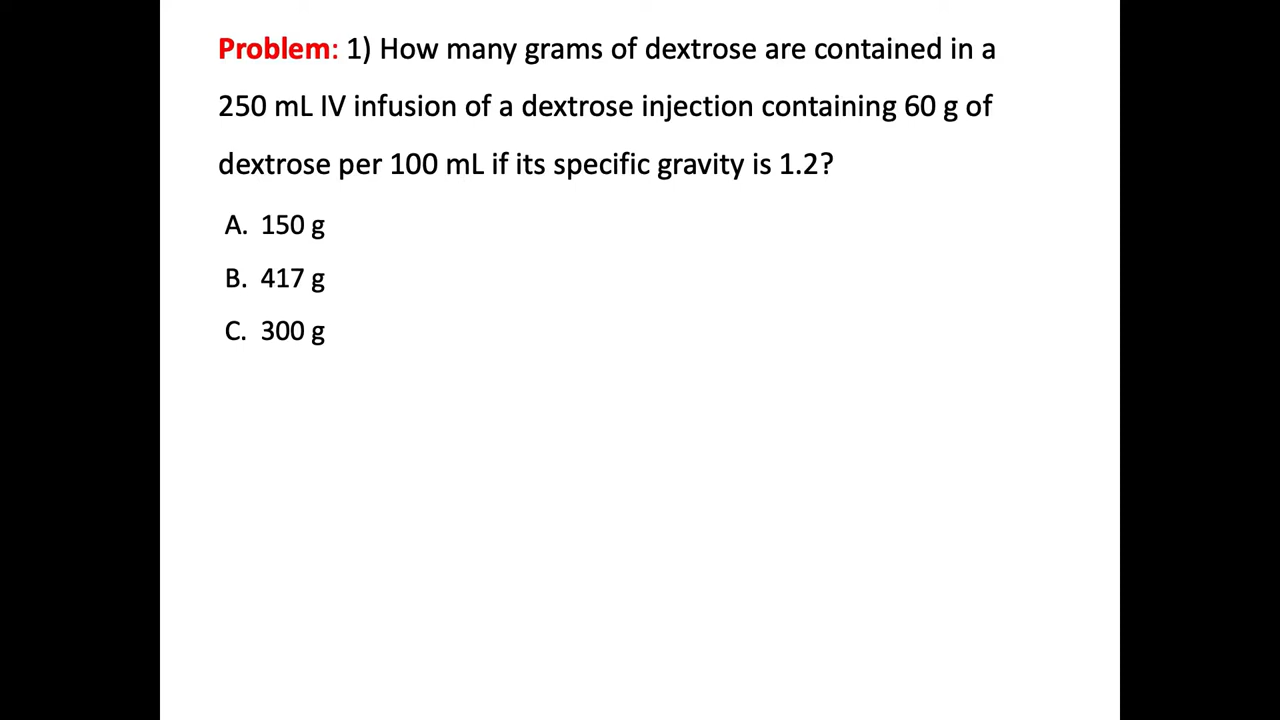 Problem: 1) How many grams of dextrose are contained in a
250 mL IV infusion of a dextrose injection containing 60 g of
dextrose per 100 mL if its specific gravity is 1.2?
A. 150 g
B. 417 g
C. 300 g